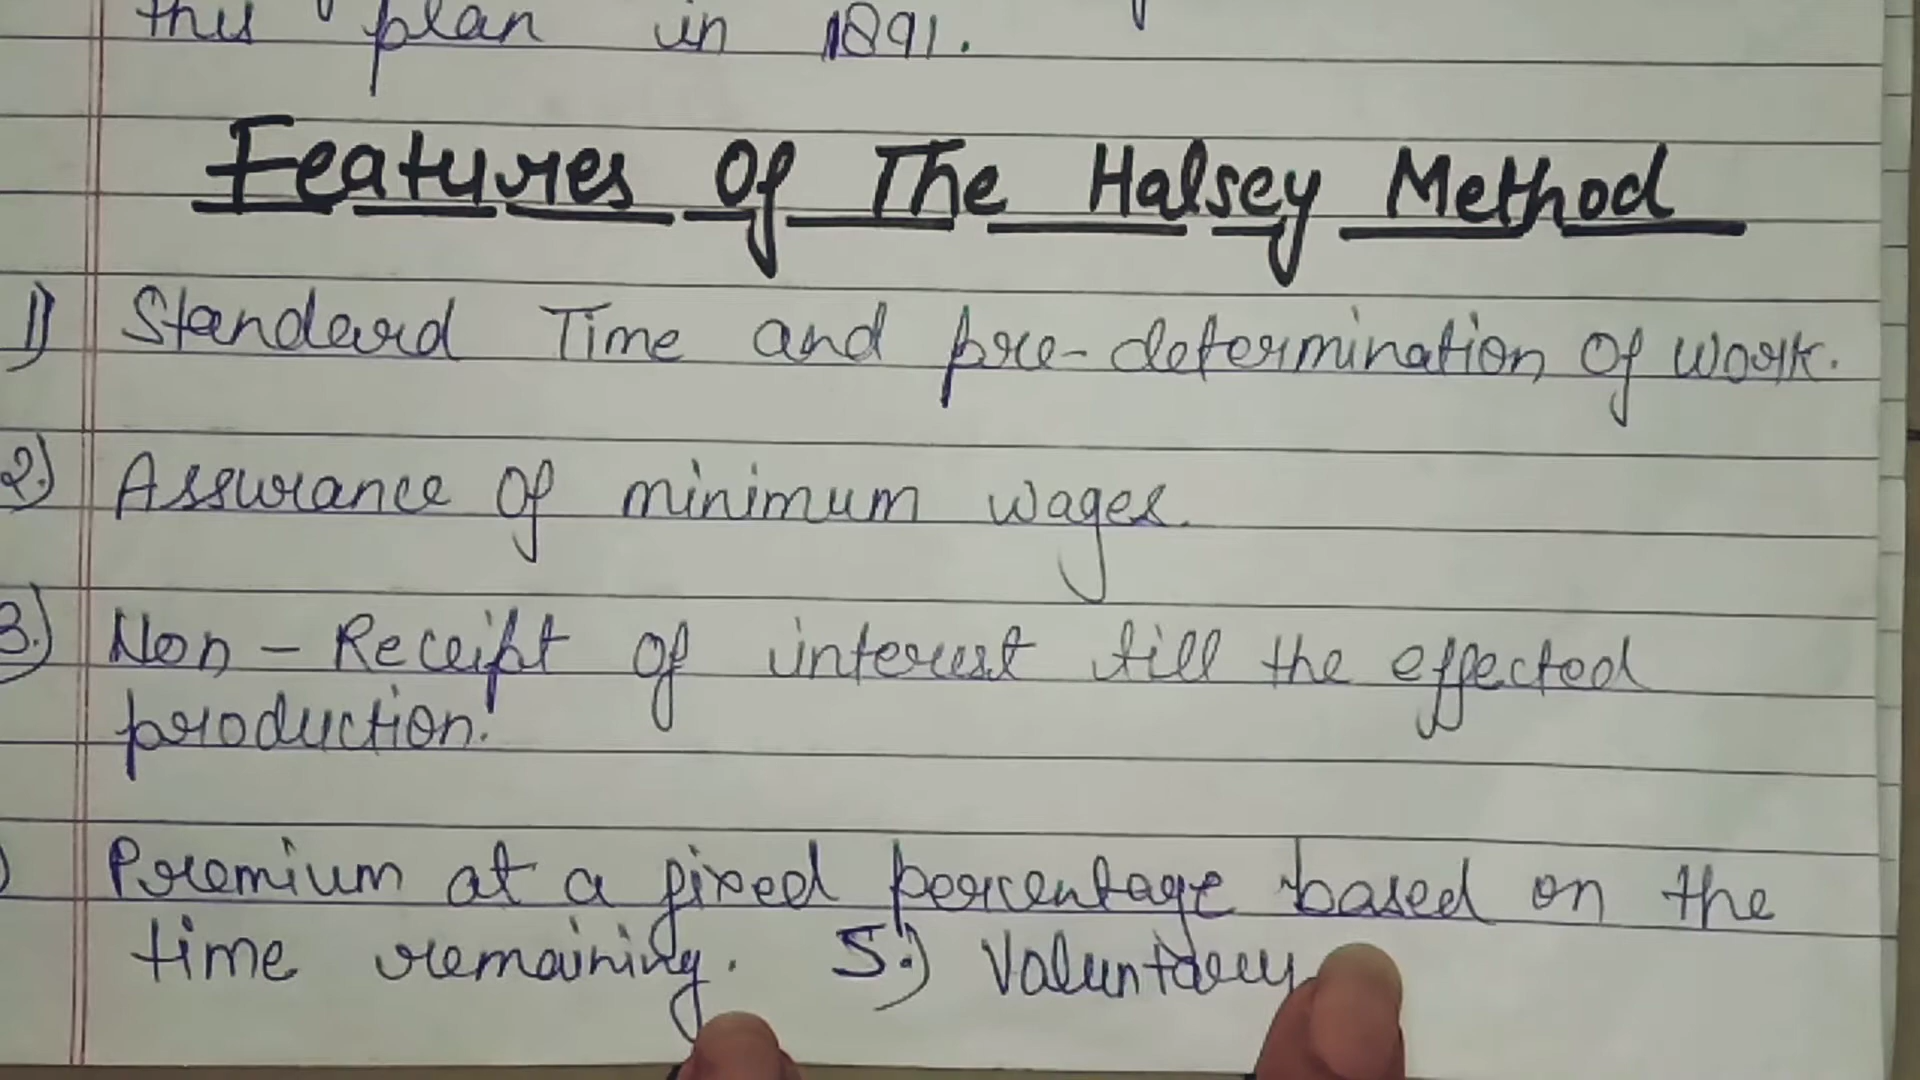 this plan in 1891.
Features Of The Halsey Method
1) Standard Time and pre-determination of work.
2.) Assurance of minimum wages.
3.) Non-Receipt of interest till the effected
production.
) Premium at a fixed percentage based on the
time remaining. 5.) Voluntary